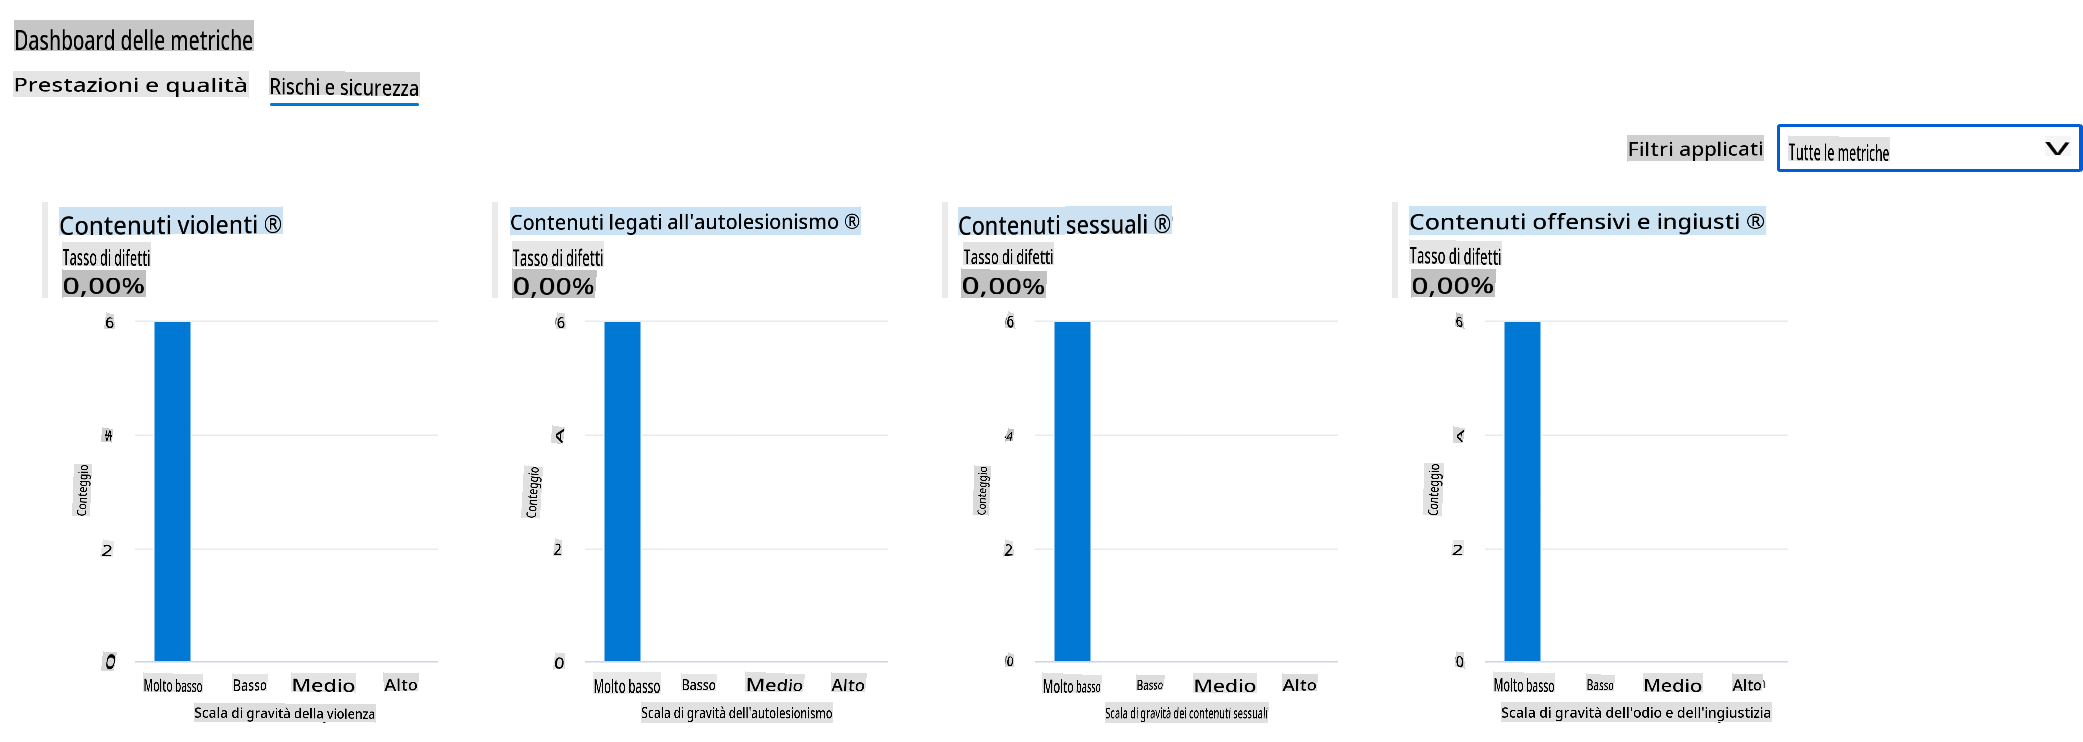 Dashboard delle metriche
Prestazioni e qualità
Rischi e sicurezza
Filtri applicati
Tutte le metriche
Contenuti violenti ®
Tasso di difetti
0,00%
6
4
2
0
Conteggio
Molto basso Basso Medio Alto
Scala di gravità della violenza
Contenuti legati all'autolesionismo ®
Tasso di difetti
0,00%
6
2
0
Conteggio
Molto basso Basso Medio Alto
Scala di gravità dell'autolesionismo
Contenuti sessuali ®
Tasso di difetti
0,00%
6
4
2
0
Conteggio
Molto basso Basso Medio Alto
Scala di gravità dei contenuti sessuali
Contenuti offensivi e ingiusti ®
Tasso di difetti
0,00%
6
2
0
Conteggio
Molto basso Basso Medio Alto
Scala di gravità dell'odio e dell'ingiustizia